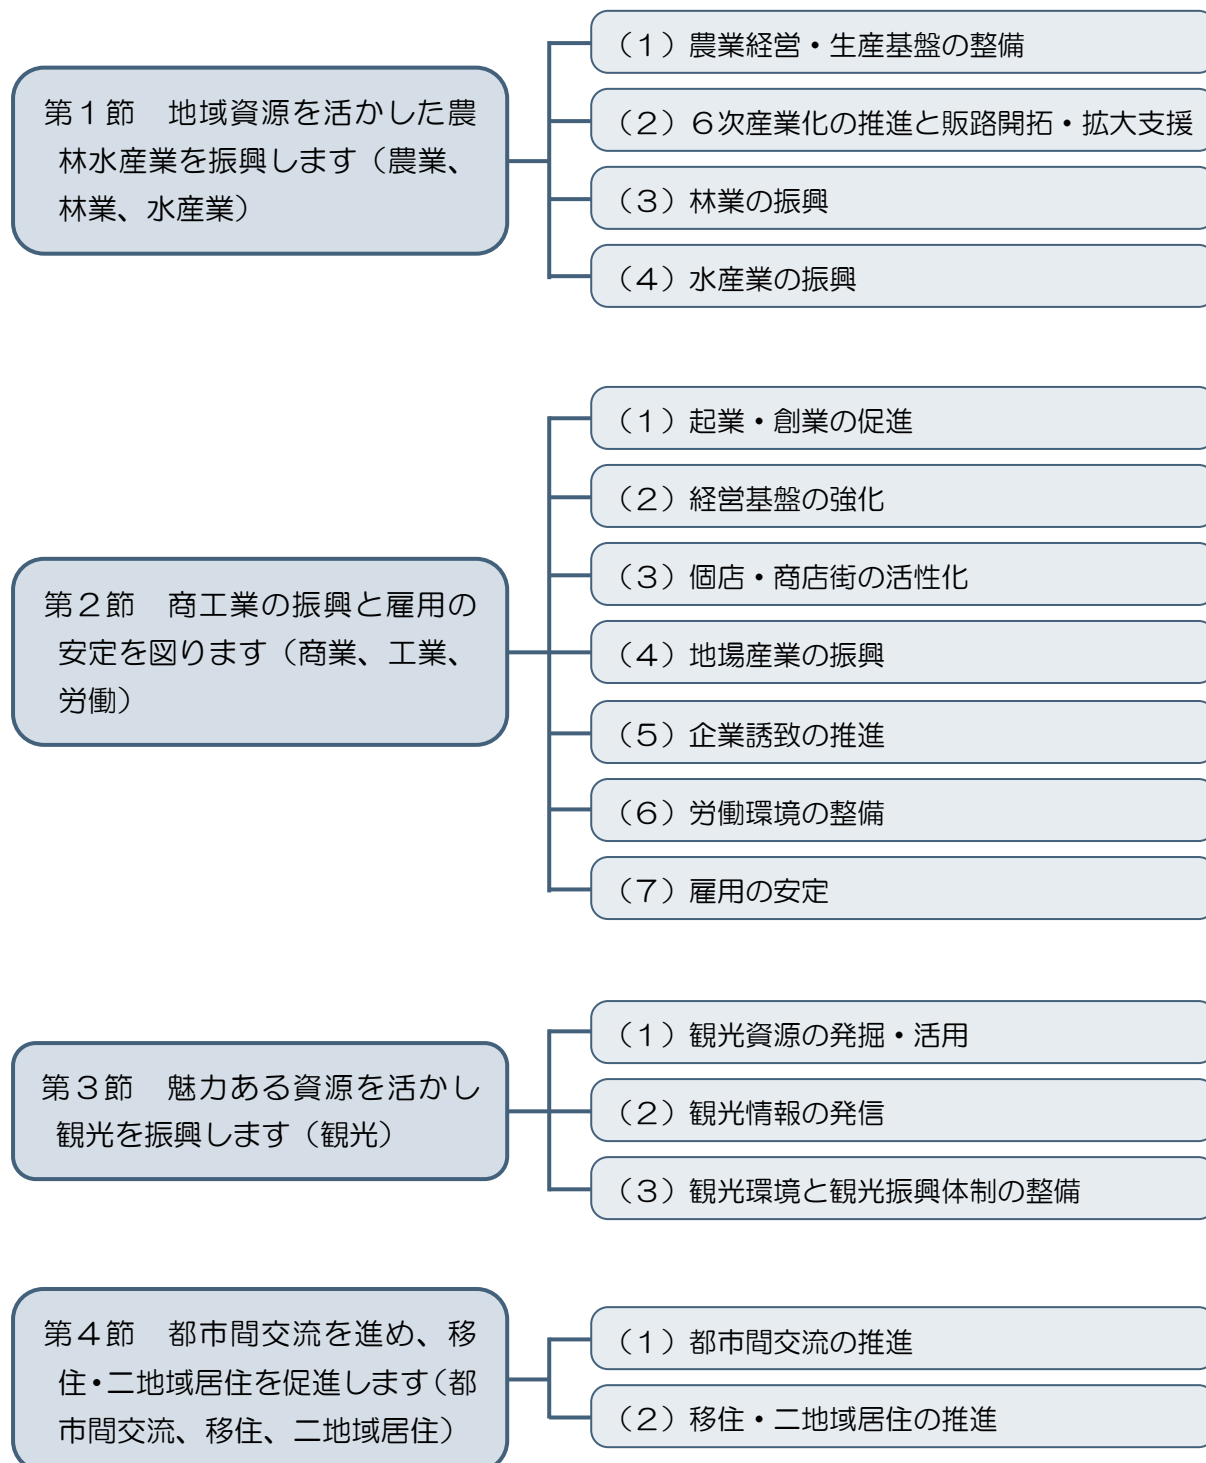 第１節　地域資源を活かした農
林水産業を振興します（農業、
林業、水産業）
（１）農業経営・生産基盤の整備
（２）６次産業化の推進と販路開拓・拡大支援
（３）林業の振興
（４）水産業の振興
第２節　商工業の振興と雇用の
安定を図ります（商業、工業、
労働）
（１）起業・創業の促進
（２）経営基盤の強化
（３）個店・商店街の活性化
（４）地場産業の振興
（５）企業誘致の推進
（６）労働環境の整備
（７）雇用の安定
第３節　魅力ある資源を活かし
観光を振興します（観光）
（１）観光資源の発掘・活用
（２）観光情報の発信
（３）観光環境と観光振興体制の整備
第４節　都市間交流を進め、移
住・二地域居住を促進します（都
市間交流、移住、二地域居住）
（１）都市間交流の推進
（２）移住・二地域居住の推進